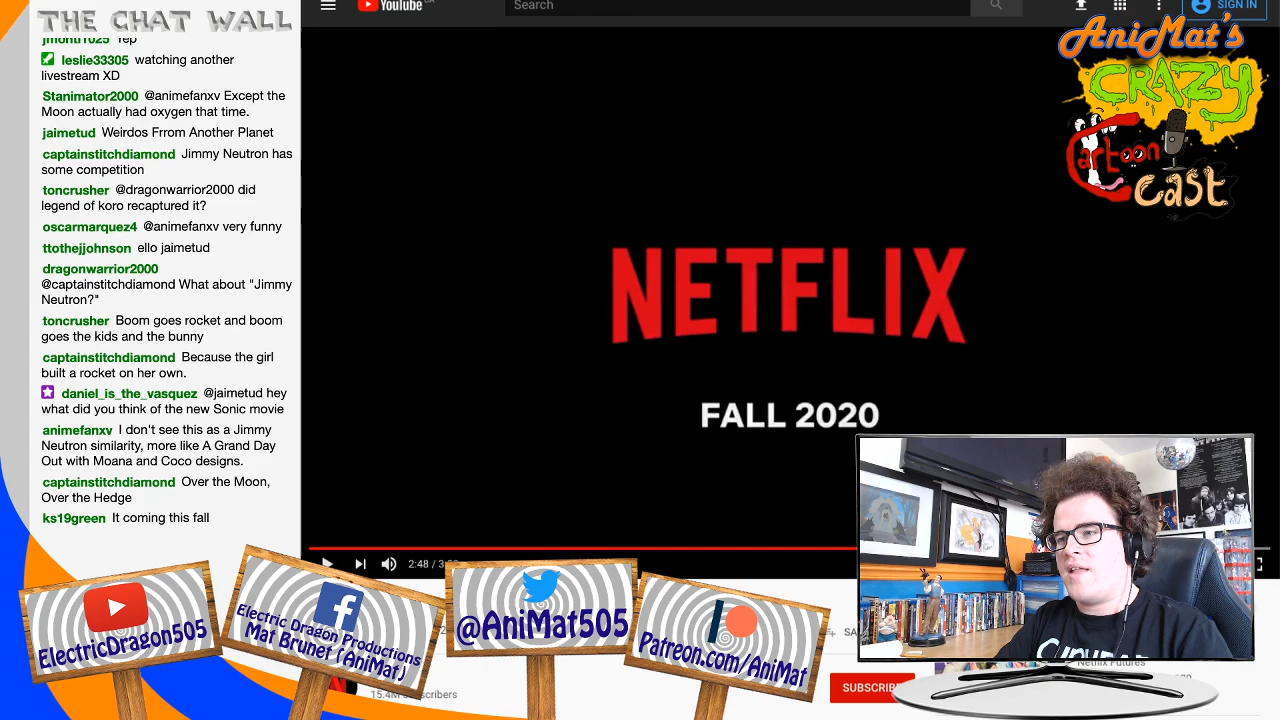 THE CHAT WALL
jmonti1025 Yep
leslie33305 watching another
livestream XD
Stanimator2000 @animefanxv Except the
Moon actually had oxygen that time.
jaimetud Weirdos Frrom Another Planet
captainstitchdiamond Jimmy Neutron has
some competition
toncrusher @dragonwarrior2000 did
legend of koro recaptured it?
oscarmarquez4 @animefanxv very funny
ttothejjohnson ello jaimetud
dragonwarrior2000
@captainstitchdiamond What about "Jimmy
Neutron?"
toncrusher Boom goes rocket and boom
goes the kids and the bunny
captainstitchdiamond Because the girl
built a rocket on her own.
daniel_is_the_vasquez @jaimetud hey
what did you think of the new Sonic movie
animefanxv I don't see this as a Jimmy
Neutron similarity, more like A Grand Day
Out with Moana and Coco designs.
captainstitchdiamond Over the Moon,
Over the Hedge
ks19green It coming this fall
YouTube
Search
SIGN IN
AniMat's
CRAZY
Cartoon
Cast
NETFLIX
FALL 2020
2:48
ElectricDragon505
Electric Dragon Productions
Mat Brunet (AniMat)
@AniMat505
Patreon.com/AniMat
15.4M subscribers
SUBSCRIBE
Netflix Futures